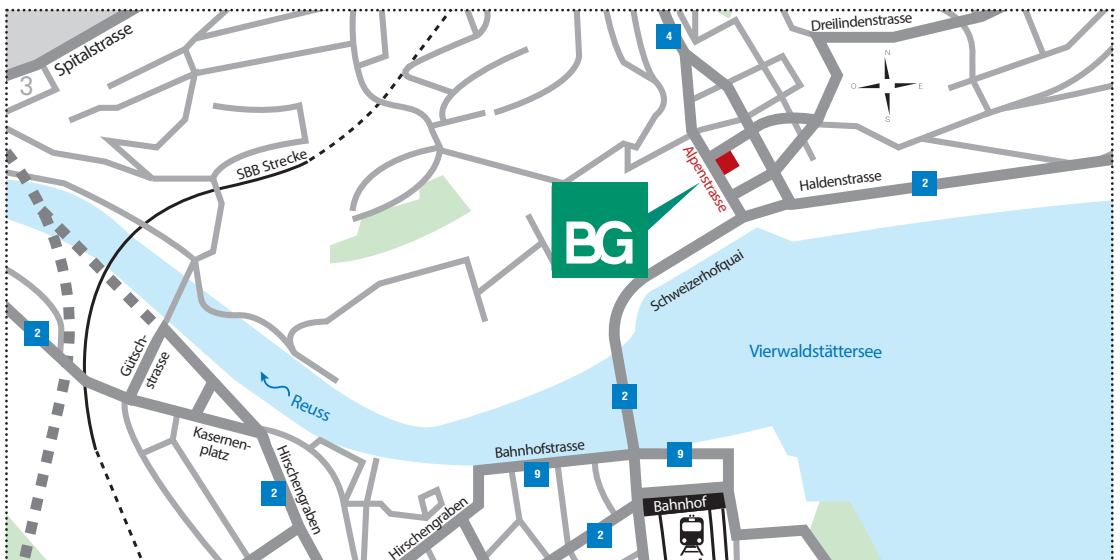 4
Dreilindenstrasse
Spitalstrasse
N
3
O
E
S
SBB Strecke
Alpenstrasse
Haldenstrasse
2
BG
Schweizerhofquai
2
Gütsch-
strasse
Vierwaldstättersee
2
Reuss
Kasernen-
platz
Bahnhofstrasse
9
9
2
Hirschengraben
Hirschengraben
Bahnhof
2